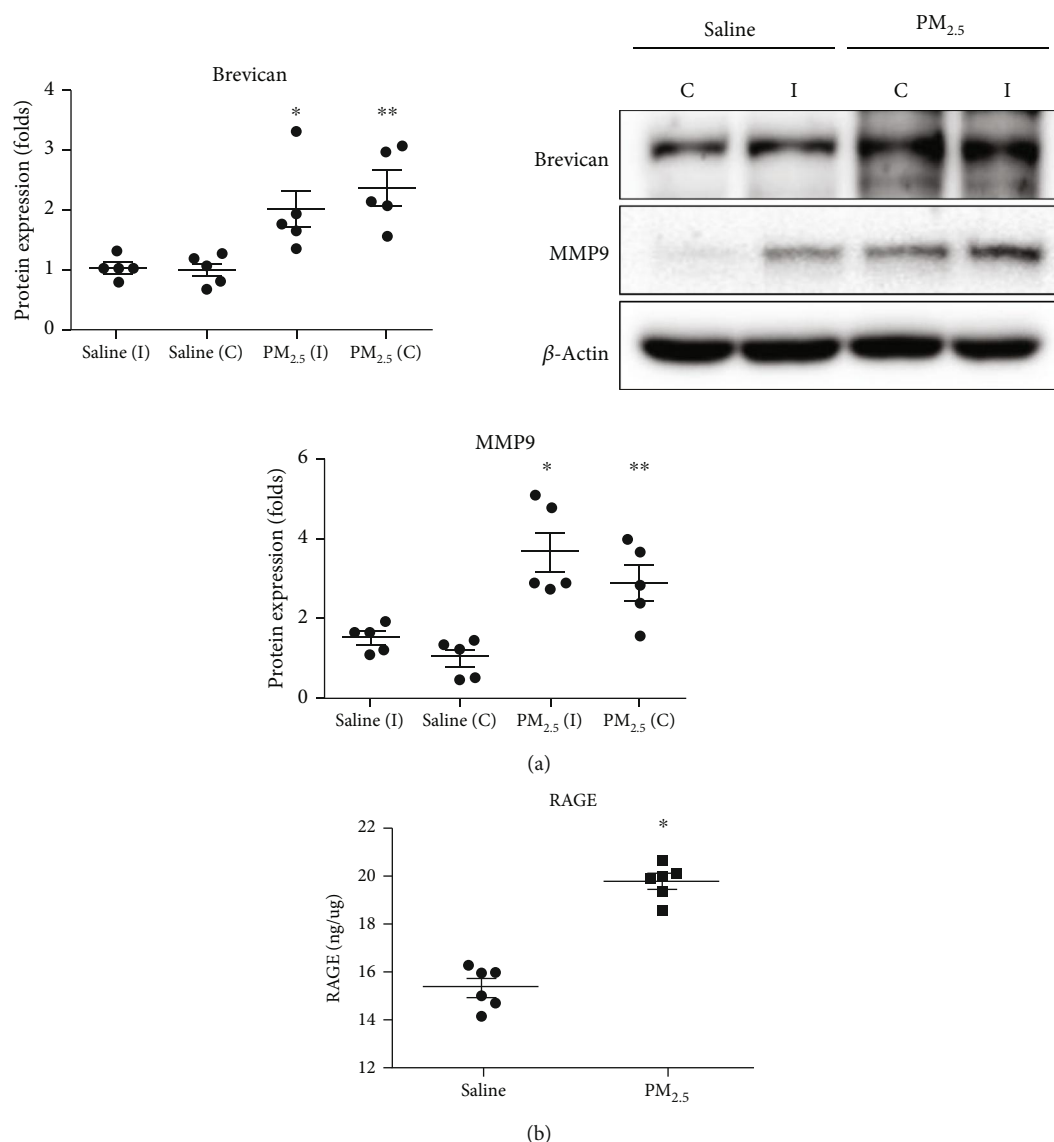 Brevican
Protein expression (folds)
4
3
2
1
0
* **
Saline (I) Saline (C) PM2.5 (I) PM2.5 (C)
Saline PM2.5
C I C I
Brevican
MMP9
β-Actin
MMP9
Protein expression (folds)
6
4
2
0
* **
Saline (I) Saline (C) PM2.5 (I) PM2.5 (C)
(a)
RAGE
RAGE (ng/ug)
22
20
18
16
14
12
*
Saline PM2.5
(b)